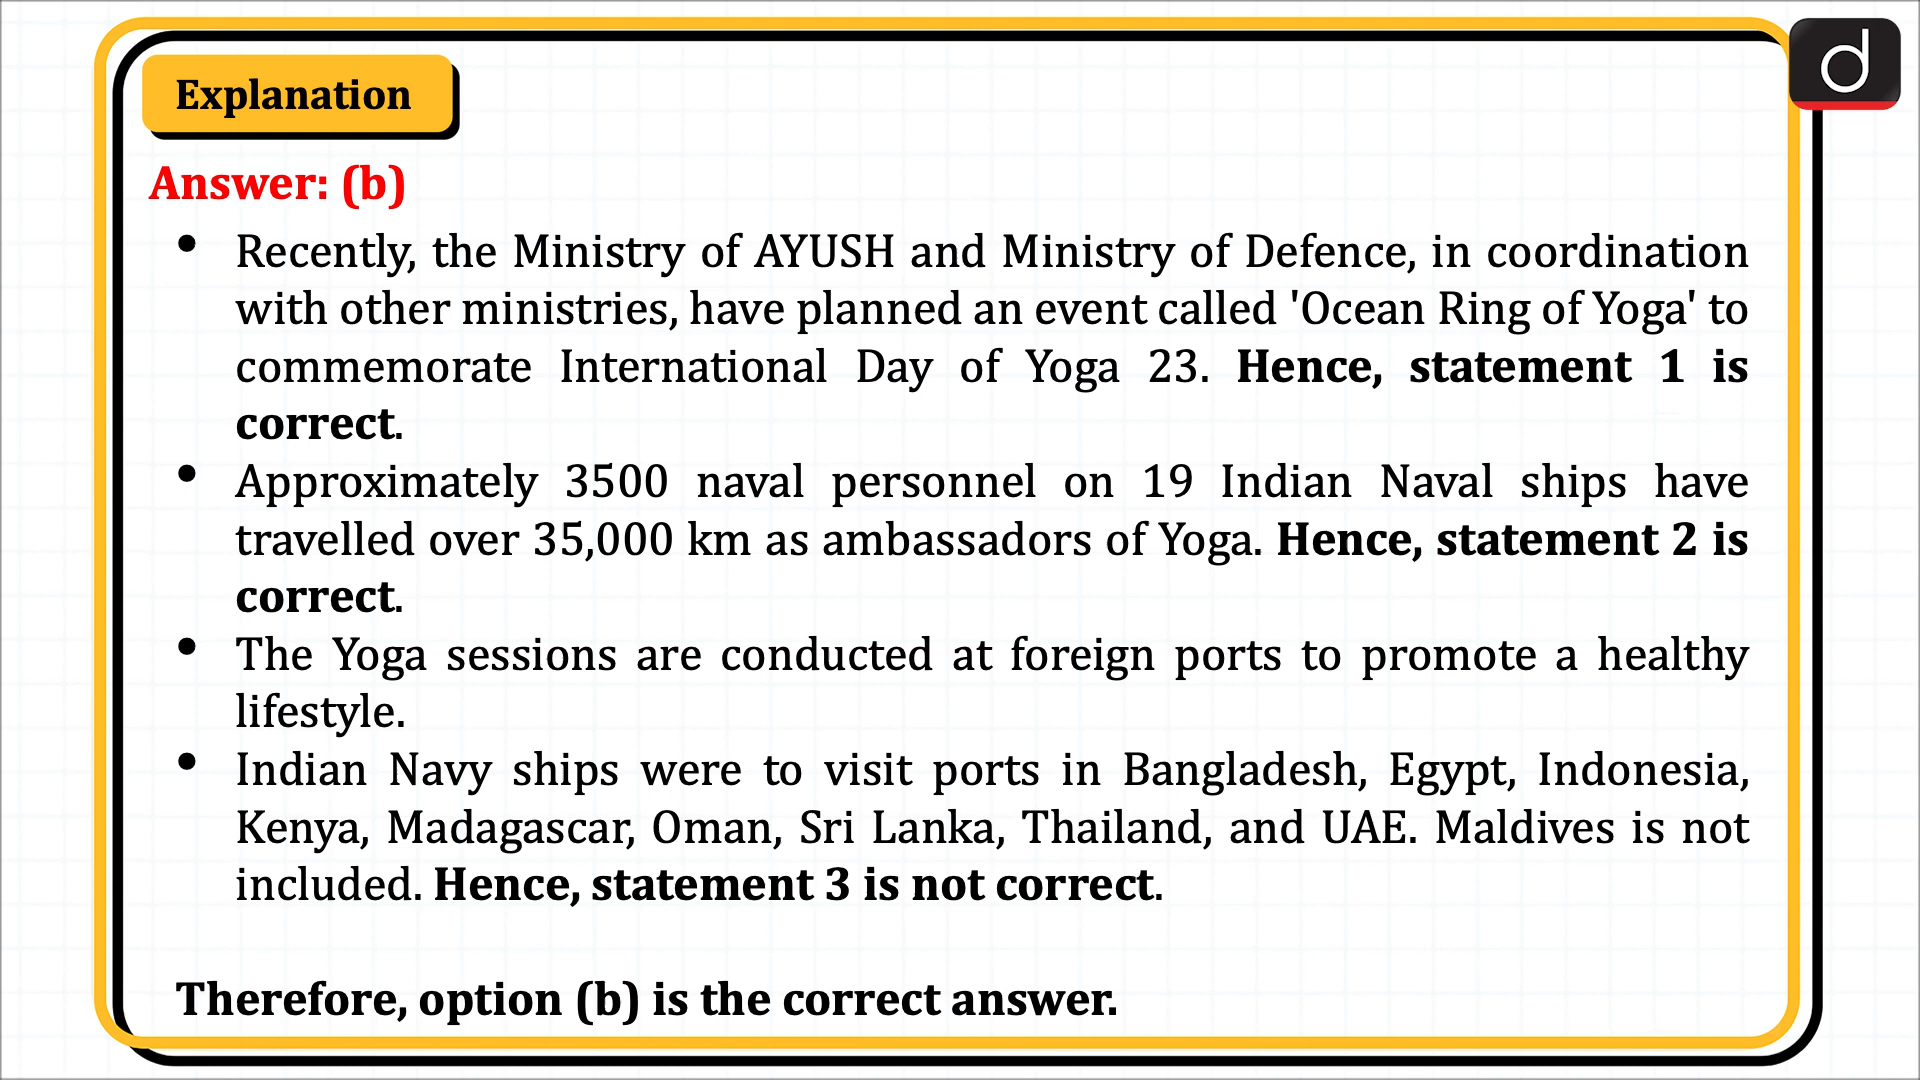 Explanation
d
Answer: (b)
• Recently, the Ministry of AYUSH and Ministry of Defence, in coordination
with other ministries, have planned an event called 'Ocean Ring of Yoga' to
commemorate International Day of Yoga 23. Hence, statement 1 is
correct.
• Approximately 3500 naval personnel on 19 Indian Naval ships have
travelled over 35,000 km as ambassadors of Yoga. Hence, statement 2 is
correct.
• The Yoga sessions are conducted at foreign ports to promote a healthy
lifestyle.
• Indian Navy ships were to visit ports in Bangladesh, Egypt, Indonesia,
Kenya, Madagascar, Oman, Sri Lanka, Thailand, and UAE. Maldives is not
included. Hence, statement 3 is not correct.
Therefore, option (b) is the correct answer.